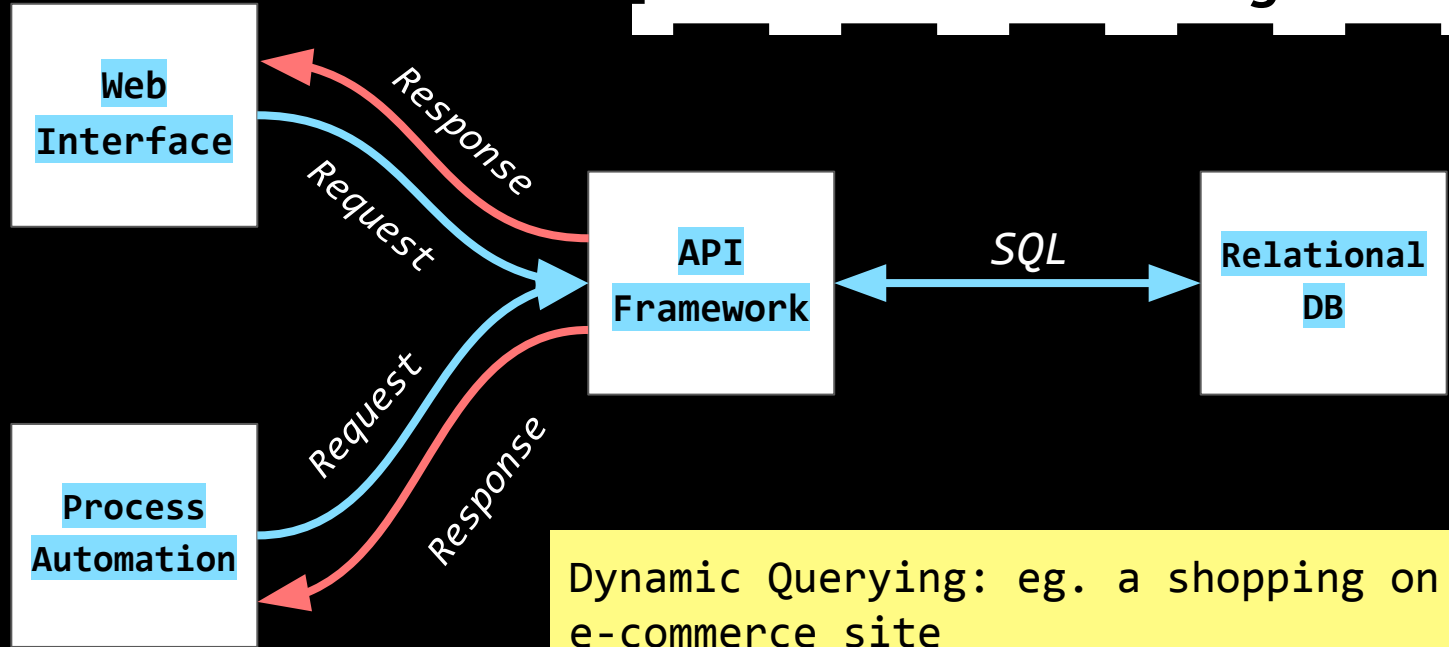 Web
Interface
Response
Request
API
Framework
SQL
Relational
DB
Request
Response
Process
Automation
Dynamic Querying: eg. a shopping on
e-commerce site